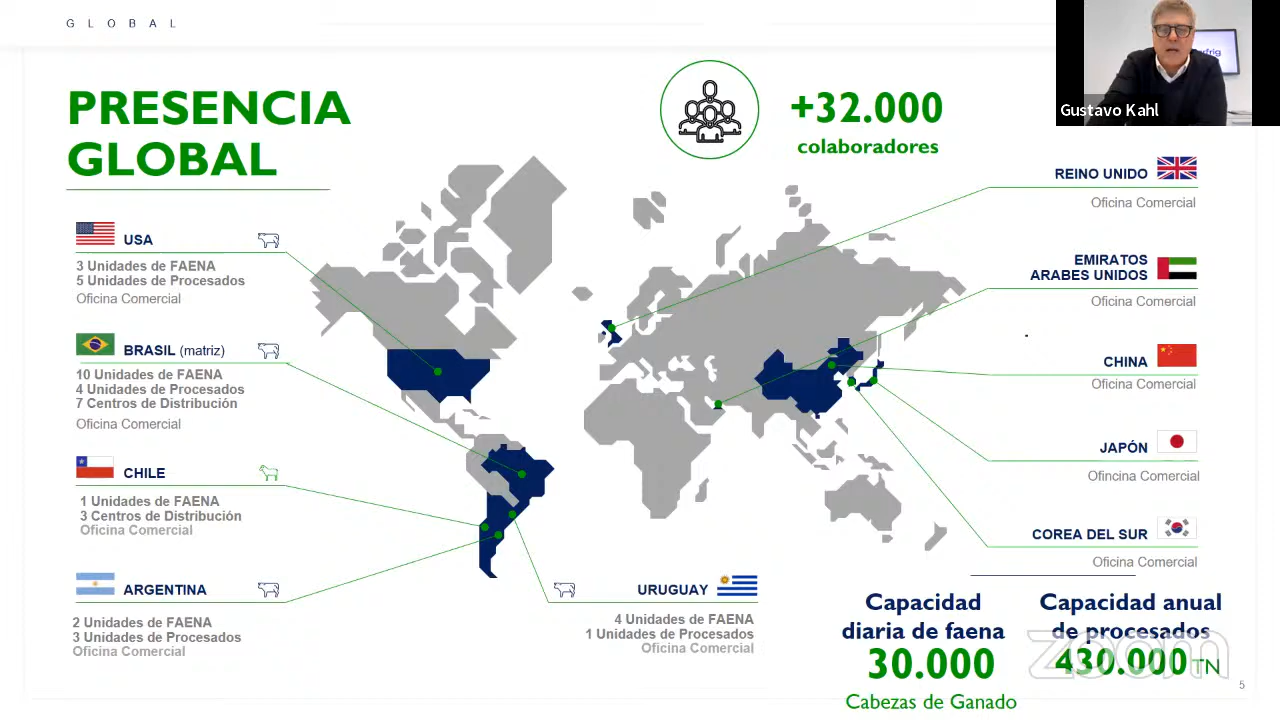 GLOBAL
PRESENCIA
GLOBAL
+32.000
colaboradores
Gustavo Kahl
USA
3 Unidades de FAENA
5 Unidades de Procesados
Oficina Comercial
BRASIL (matriz)
10 Unidades de FAENA
4 Unidades de Procesados
7 Centros de Distribución
Oficina Comercial
CHILE
1 Unidades de FAENA
3 Centros de Distribución
Oficina Comercial
ARGENTINA
2 Unidades de FAENA
3 Unidades de Procesados
Oficina Comercial
URUGUAY
4 Unidades de FAENA
1 Unidades de Procesados
Oficina Comercial
REINO UNIDO
Oficina Comercial
EMIRATOS
ARABES UNIDOS
Oficina Comercial
CHINA
Oficina Comercial
JAPÓN
Ofincina Comercial
COREA DEL SUR
Oficina Comercial
Capacidad
diaria de faena
30.000
Cabezas de Ganado
Capacidad anual
de procesados
430.000 TN
zoom
5